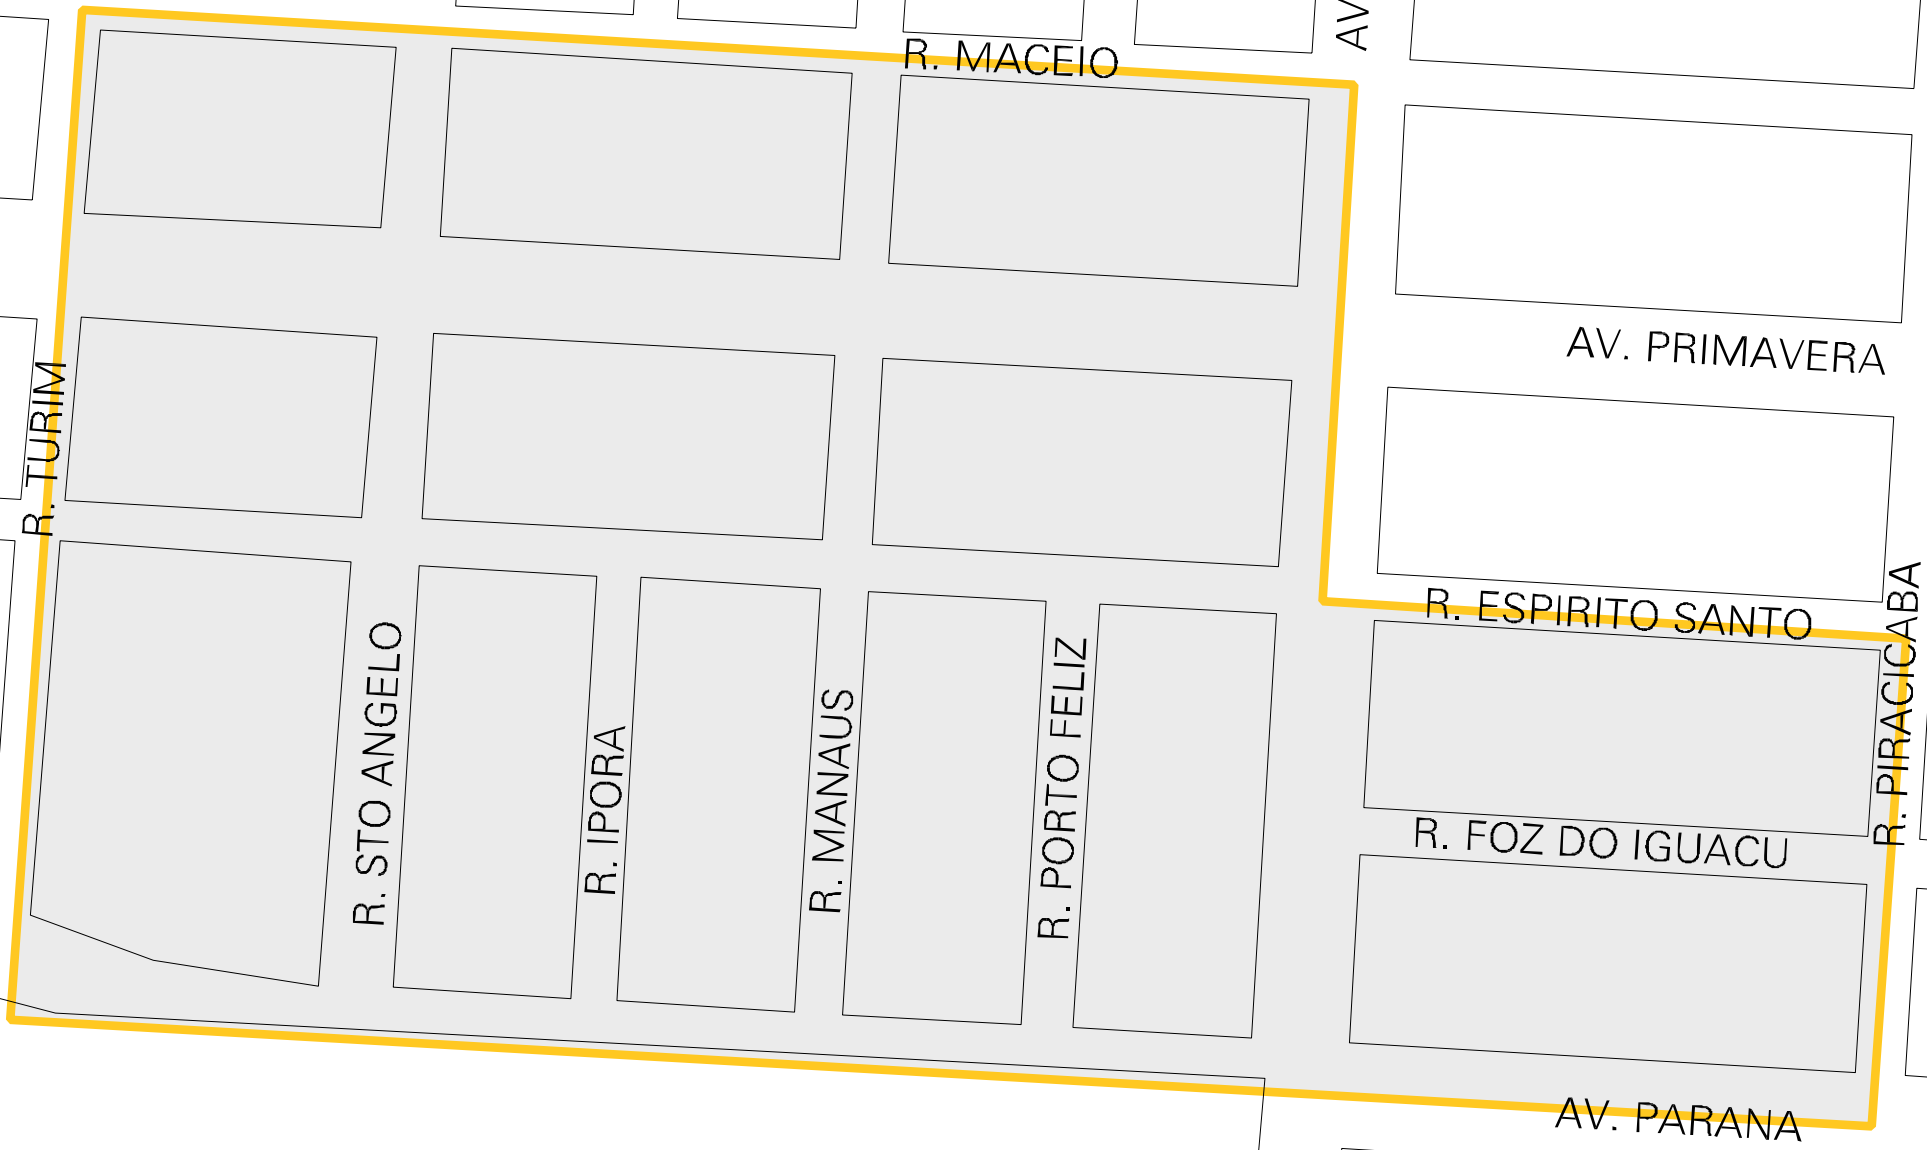 AV
R. MACEIO
AV. PRIMAVERA
R. TURIM
R. ESPIRITO SANTO
R. PIRACICABA
R. STO ANGELO
R. IPORA
R. MANAUS
R. PORTO FELIZ
R. FOZ DO IGUACU
AV. PARANA